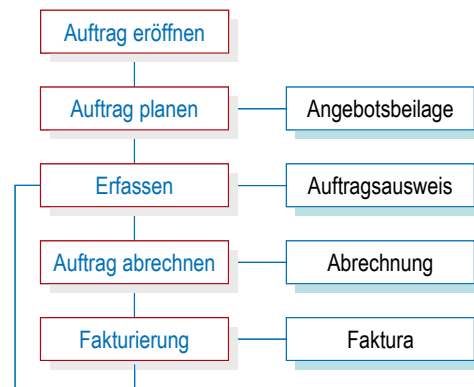 Auftrag eröffnen
Auftrag planen
Angebotsbeilage
Erfassen
Auftragsausweis
Auftrag abrechnen
Abrechnung
Fakturierung
Faktura